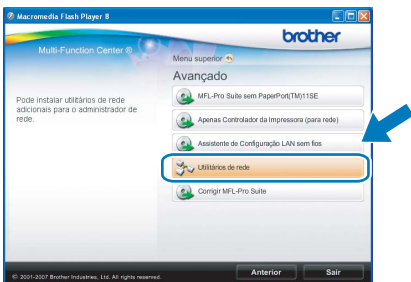 Macromedia Flash Player 8
brother
Multi-Function Center ®
Menu superior
Avançado
Pode instalar utilitários de rede
adicionais para o administrador de
rede.
MFL-Pro Suite sem PaperPort(TM)11SE
Apenas Controlador da Impressora (para rede)
Assistente de Configuração LAN sem fios
Utilitários de rede
Corrigir MFL-Pro Suite
© 2001-2007 Brother Industries, Ltd. All rights reserved.
Anterior
Sair